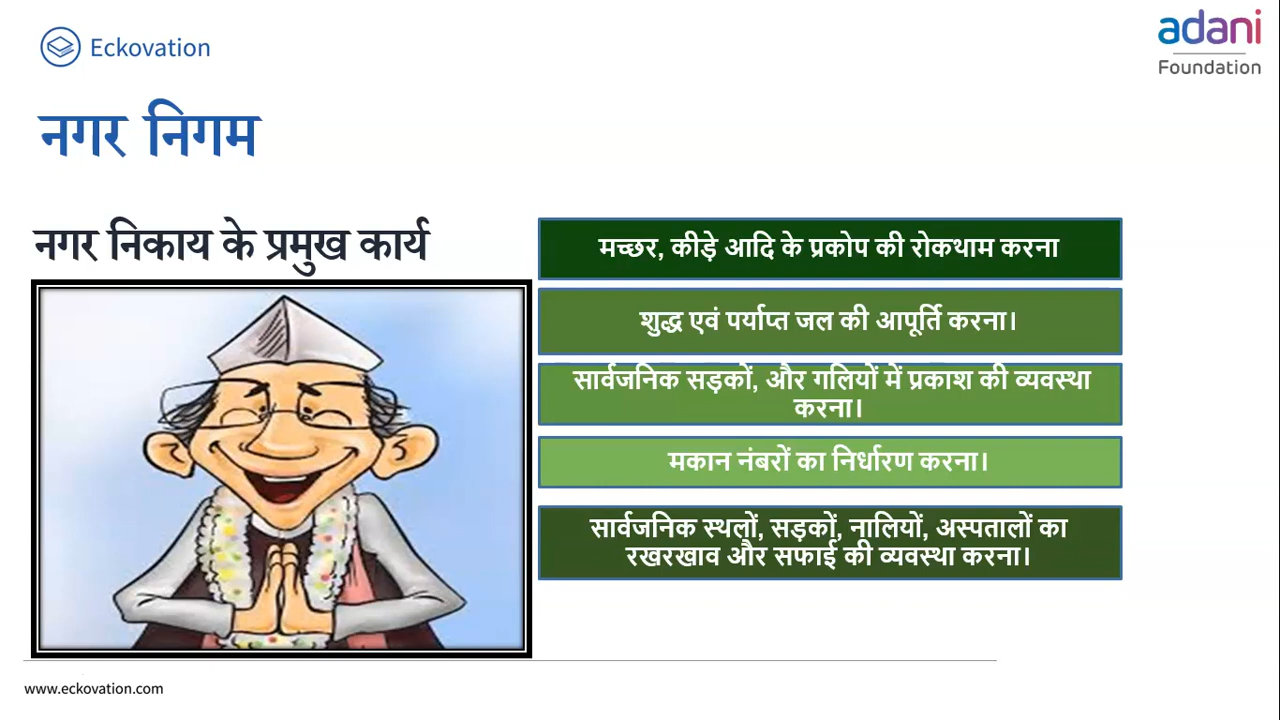 Eckovation
adani
Foundation
नगर निगम
नगर निकाय के प्रमुख कार्य
मच्छर, कीड़े आदि के प्रकोप की रोकथाम करना
शुद्ध एवं पर्याप्त जल की आपूर्ति करना।
सार्वजनिक सड़कों, और गलियों में प्रकाश की व्यवस्था
करना।
मकान नंबरों का निर्धारण करना।
सार्वजनिक स्थलों, सड़कों, नालियों, अस्पतालों का
रखरखाव और सफाई की व्यवस्था करना।
www.eckovation.com